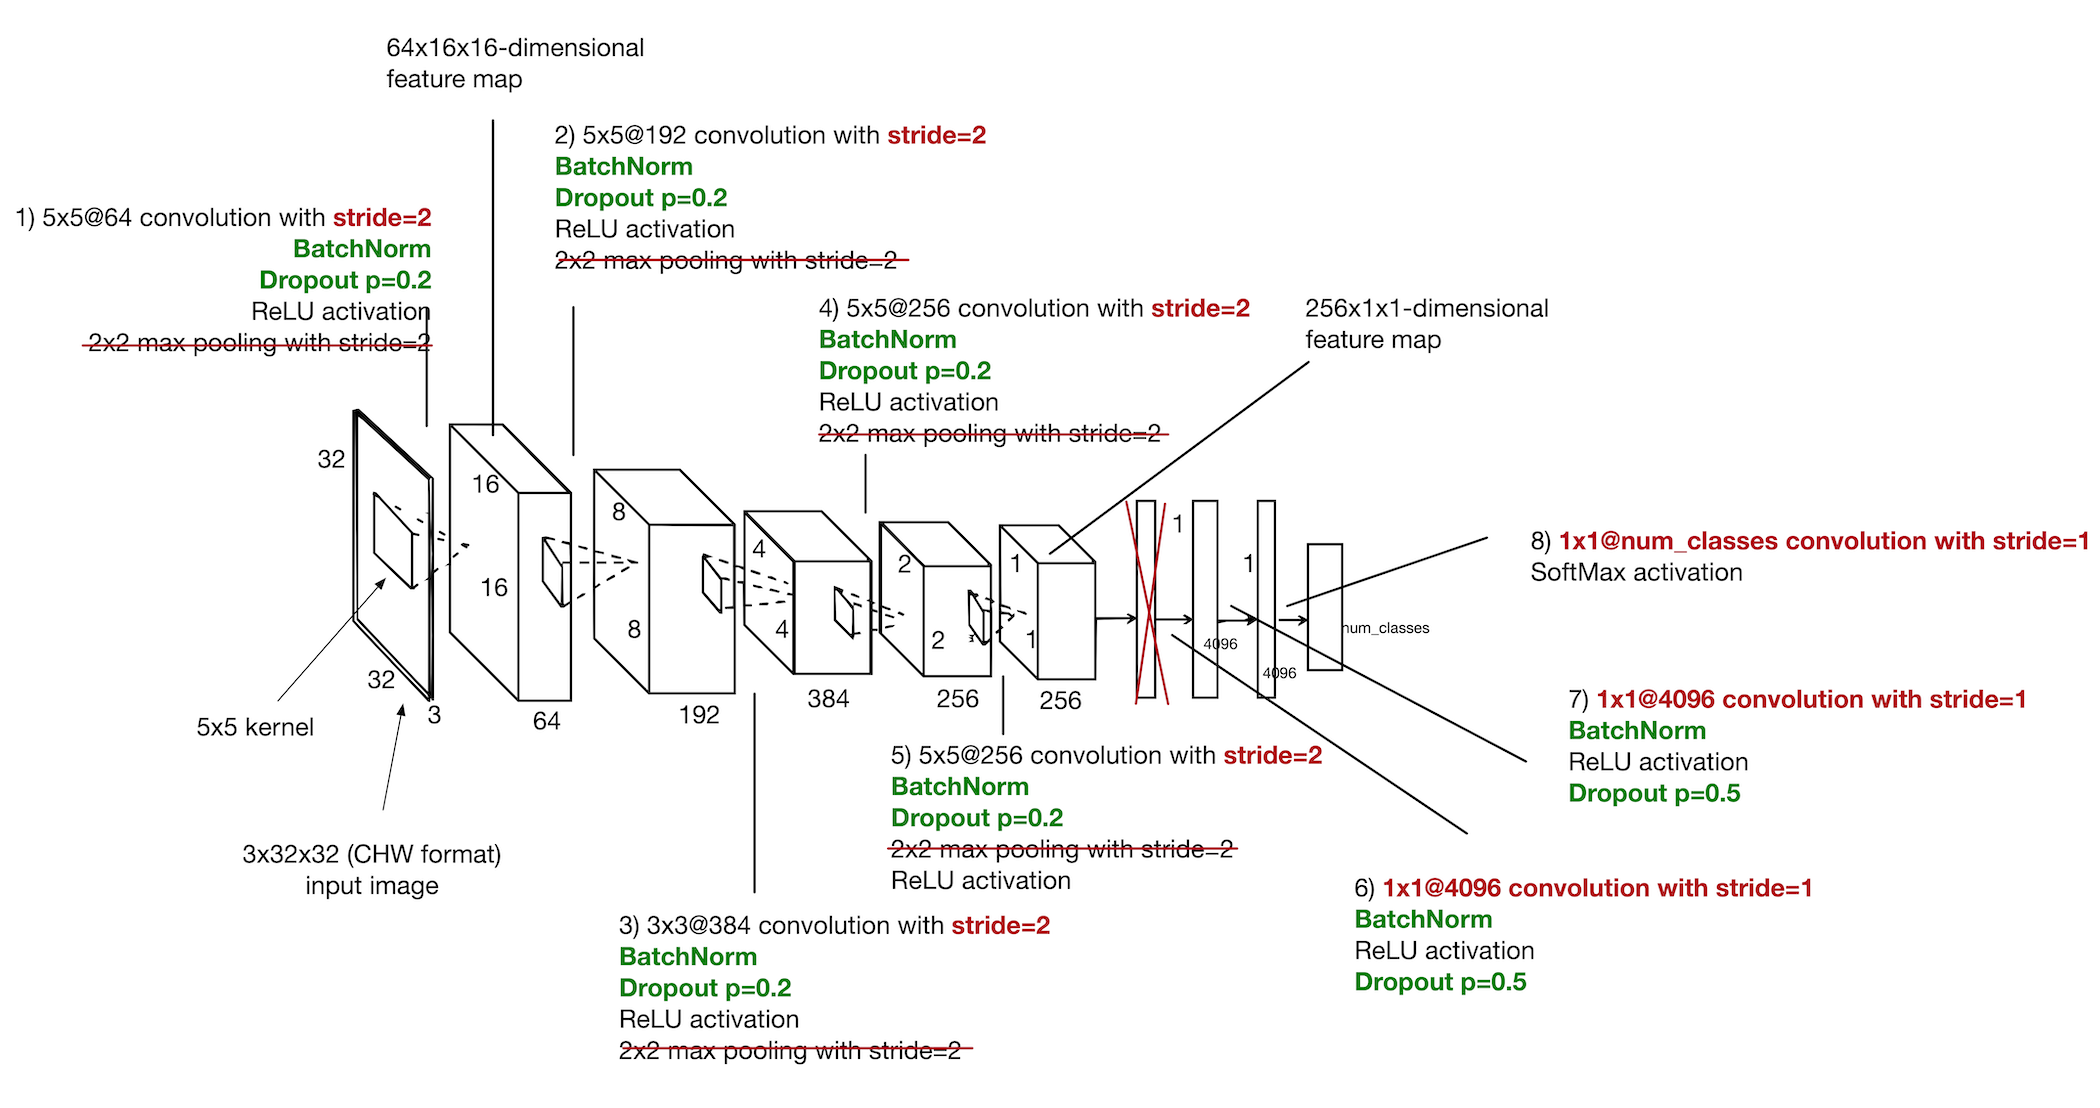 64x16x16-dimensional
feature map
2) 5x5@192 convolution with stride=2
BatchNorm
Dropout p=0.2
ReLU activation
2x2 max pooling with stride=2
1) 5x5@64 convolution with stride=2
BatchNorm
Dropout p=0.2
ReLU activation
2x2 max pooling with stride=2
4) 5x5@256 convolution with stride=2
BatchNorm
Dropout p=0.2
ReLU activation
2x2 max pooling with stride=2
256x1x1-dimensional
feature map
32
32
3
16
16
64
8
8
192
4
4
384
2
2
256
3
1
1
256
1
4096
1
4096
num_classes
8) 1x1@num_classes convolution with stride=1
SoftMax activation
7) 1x1@4096 convolution with stride=1
BatchNorm
ReLU activation
Dropout p=0.5
5x5 kernel
5) 5x5@256 convolution with stride=2
BatchNorm
Dropout p=0.2
2x2 max pooling with stride=2
ReLU activation
3x32x32 (CHW format)
input image
6) 1x1@4096 convolution with stride=1
BatchNorm
ReLU activation
Dropout p=0.5
3) 3x3@384 convolution with stride=2
BatchNorm
Dropout p=0.2
ReLU activation
2x2 max pooling with stride=2